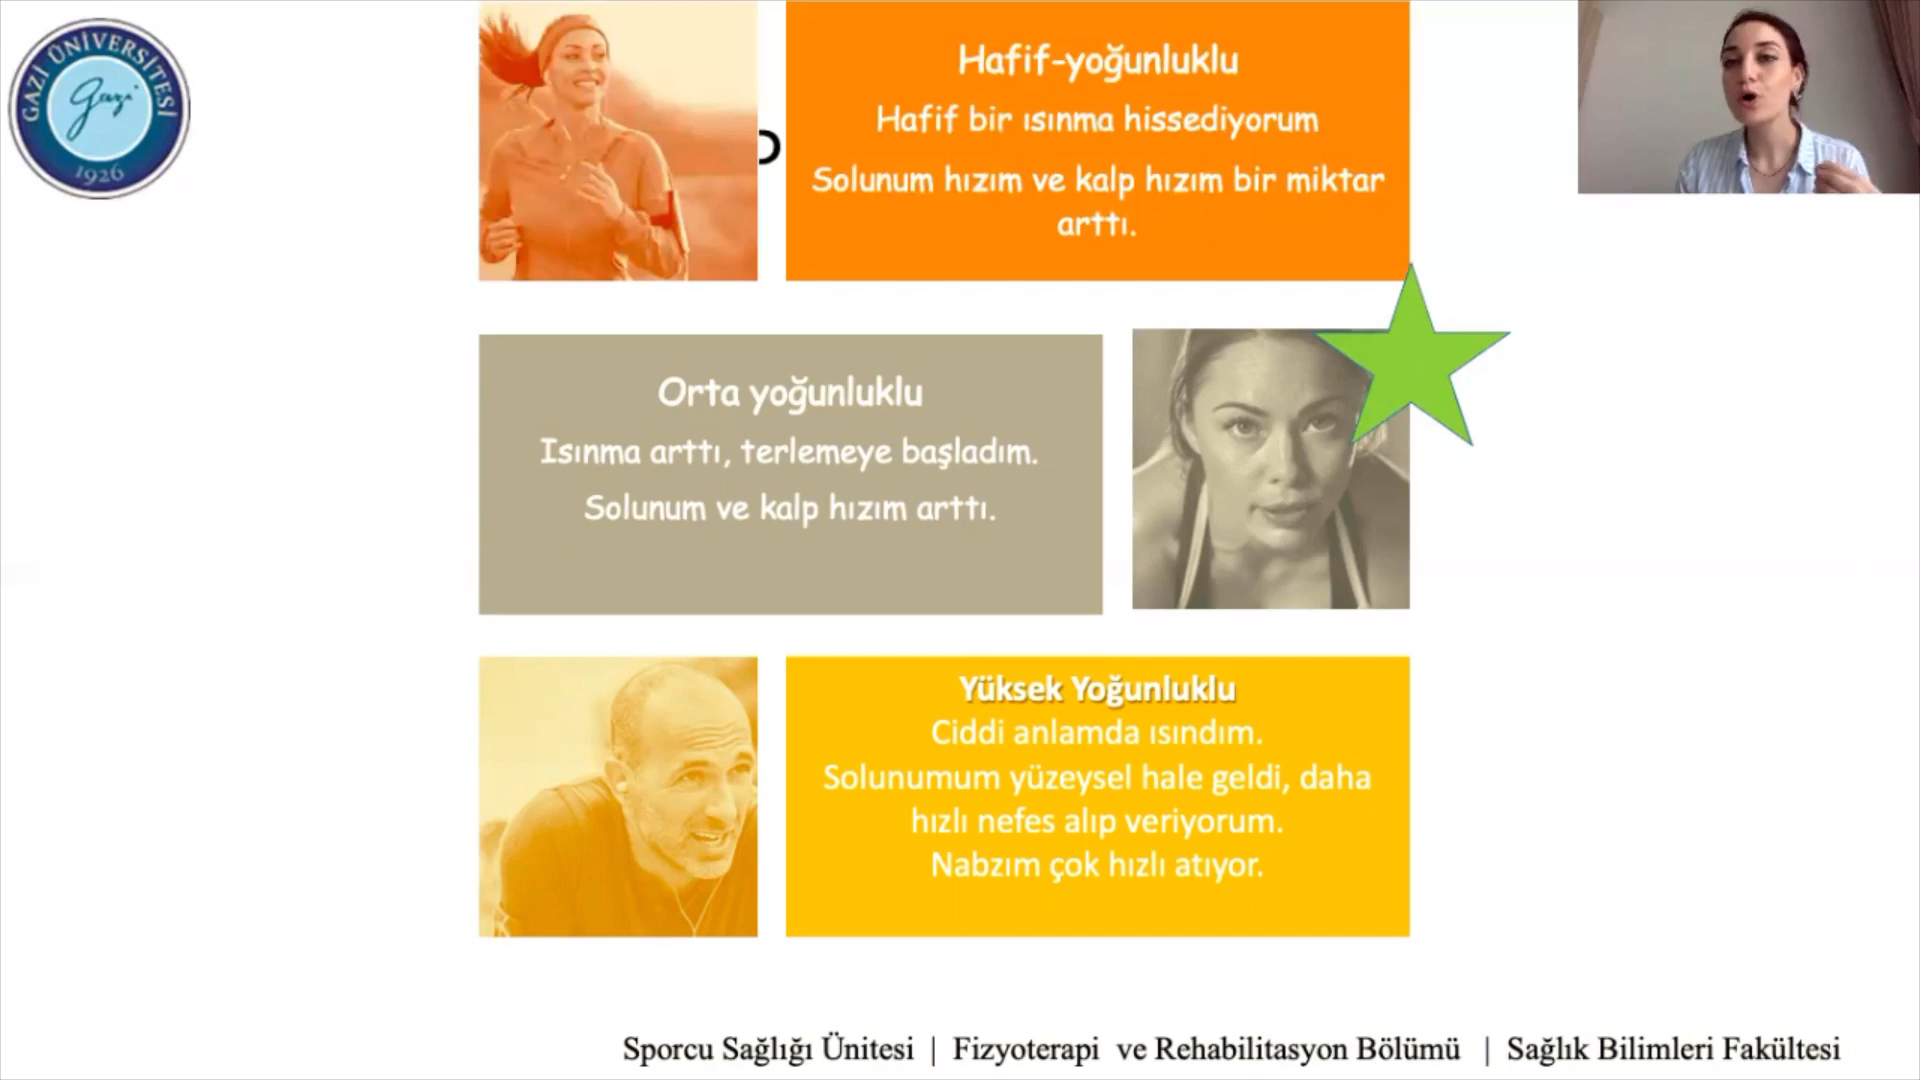 GAZİ ÜNİVERSİTESİ
Gazi
1926
Hafif-yoğunluklu
Hafif bir ısınma hissediyorum
Solunum hızım ve kalp hızım bir miktar
arttı.
Orta yoğunluklu
Isınma arttı, terlemeye başladım.
Solunum ve kalp hızım arttı.
Yüksek Yoğunluklu
Ciddi anlamda ısındım.
Solunumum yüzeysel hale geldi, daha
hızlı nefes alıp veriyorum.
Nabzım çok hızlı atıyor.
Sporcu Sağlığı Ünitesi | Fizyoterapi ve Rehabilitasyon Bölümü | Sağlık Bilimleri Fakültesi